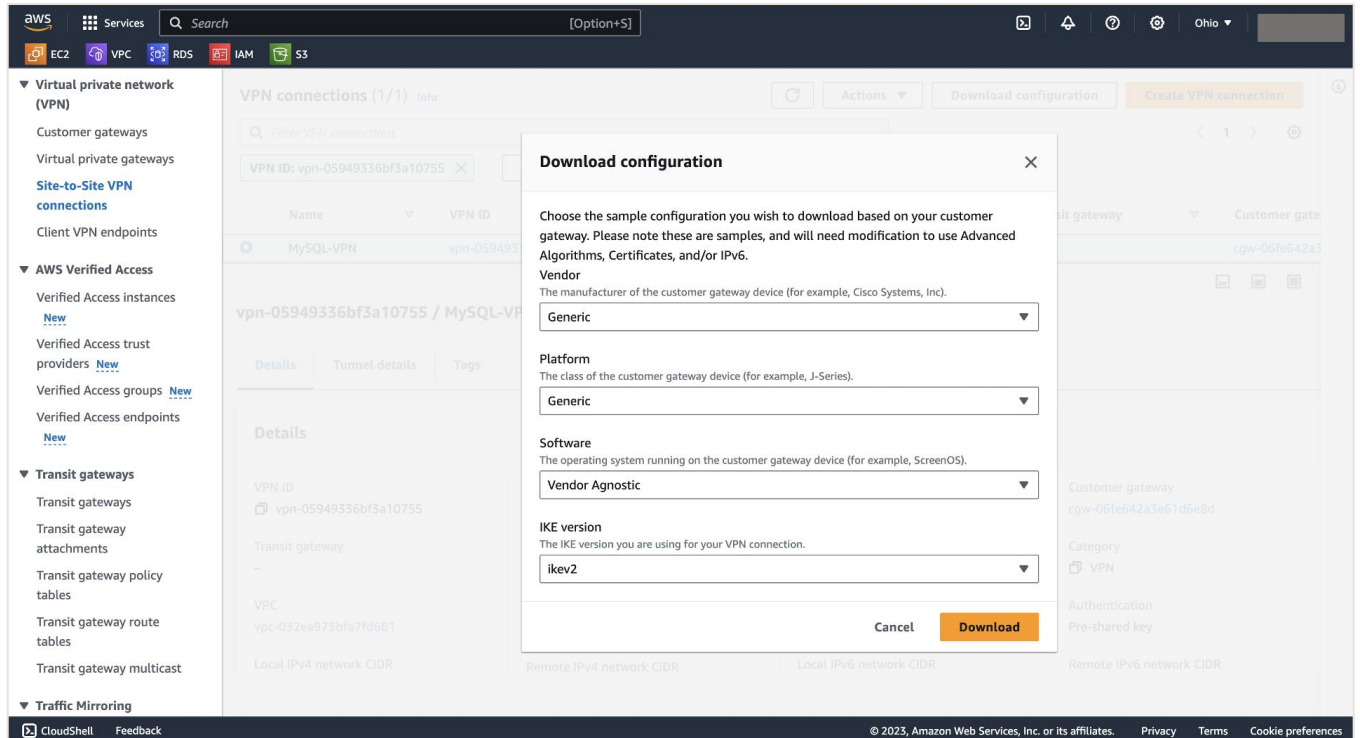 aws
Services
Search
[Option+S]
Ohio
EC2
VPC
RDS
IAM
S3
Virtual private network
(VPN)
Customer gateways
Virtual private gateways
Site-to-Site VPN
connections
Client VPN endpoints
AWS Verified Access
Verified Access instances
New
Verified Access trust
providers New
Verified Access groups New
Verified Access endpoints
New
Transit gateways
Transit gateways
Transit gateway
attachments
Transit gateway policy
tables
Transit gateway route
tables
Transit gateway multicast
Traffic Mirroring
VPN connections (1/1) Info
Actions
Download configuration
Create VPN connection
Filter VPN connections
1
VPN ID: vpn-05949336bf3a10755
Name
VPN ID
sit gateway
Customer gate
MySQL-VPN
vpn-059493
cgw-06fe642a3
vpn-05949336bf3a10755 / MySQL-VP
Details
Tunnel details
Tags
Details
VPN ID
vpn-05949336bf3a10755
Customer gateway
cgw-06fe642a3e61d6e8d
Transit gateway
–
Category
VPN
VPC
vpc-032ea973bfa7fd681
Authentication
Pre-shared key
Local IPv4 network CIDR
Remote IPv4 network CIDR
Local IPv6 network CIDR
Remote IPv6 network CIDR
Download configuration
Choose the sample configuration you wish to download based on your customer
gateway. Please note these are samples, and will need modification to use Advanced
Algorithms, Certificates, and/or IPv6.
Vendor
The manufacturer of the customer gateway device (for example, Cisco Systems, Inc).
Generic
Platform
The class of the customer gateway device (for example, J-Series).
Generic
Software
The operating system running on the customer gateway device (for example, ScreenOS).
Vendor Agnostic
IKE version
The IKE version you are using for your VPN connection.
ikev2
Cancel
Download
CloudShell
Feedback
© 2023, Amazon Web Services, Inc. or its affiliates.
Privacy
Terms
Cookie preferences